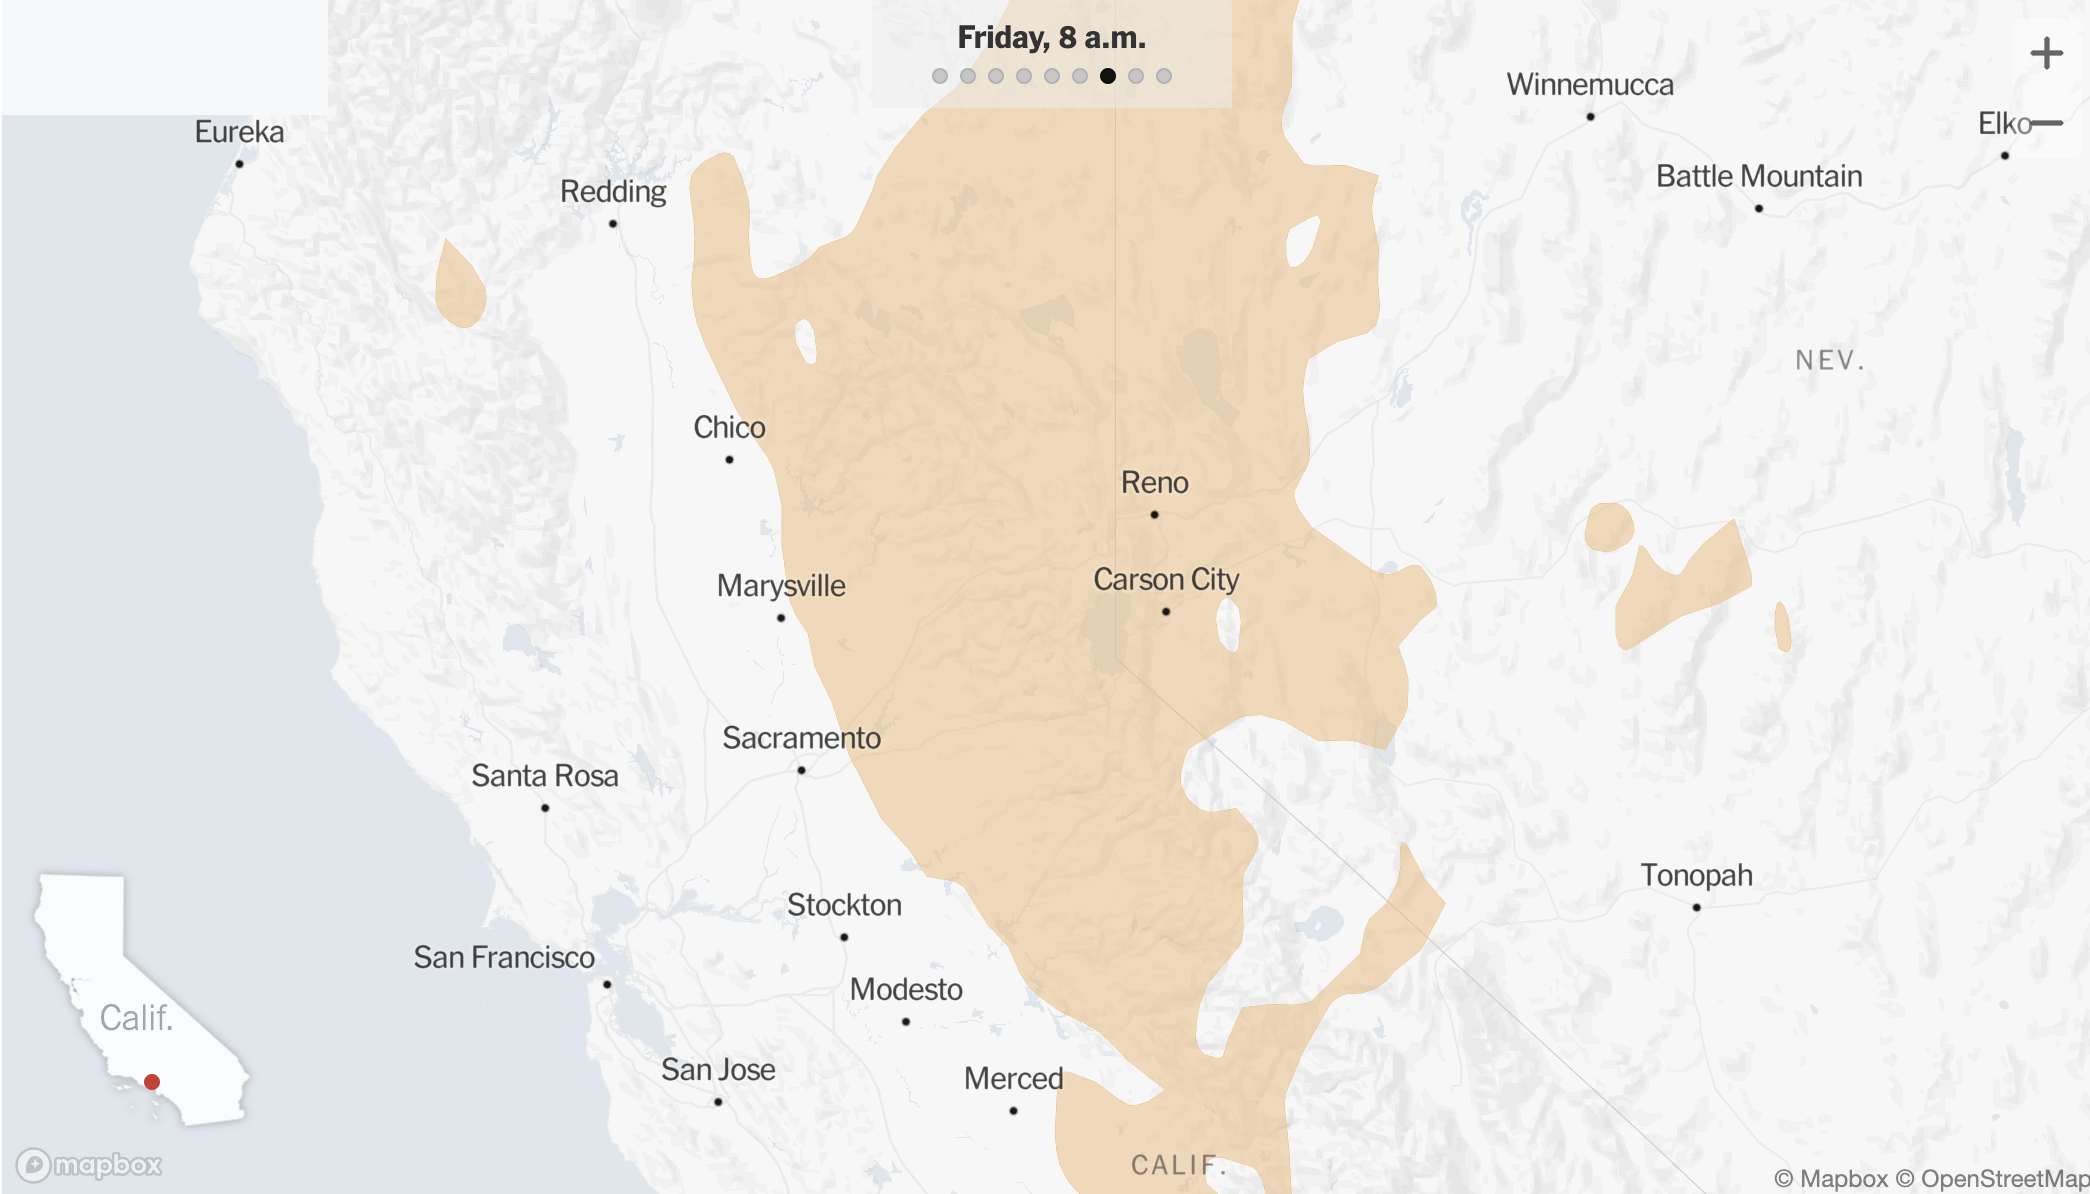 Friday, 8 a.m.
Winnemucca
Elko
Eureka
Battle Mountain
Redding
NEV.
Chico
Reno
Carson City
Marysville
Sacramento
Santa Rosa
Tonopah
Stockton
San Francisco
Modesto
Calif.
San Jose
Merced
CALIF.
mapbox
© Mapbox © OpenStreetMap